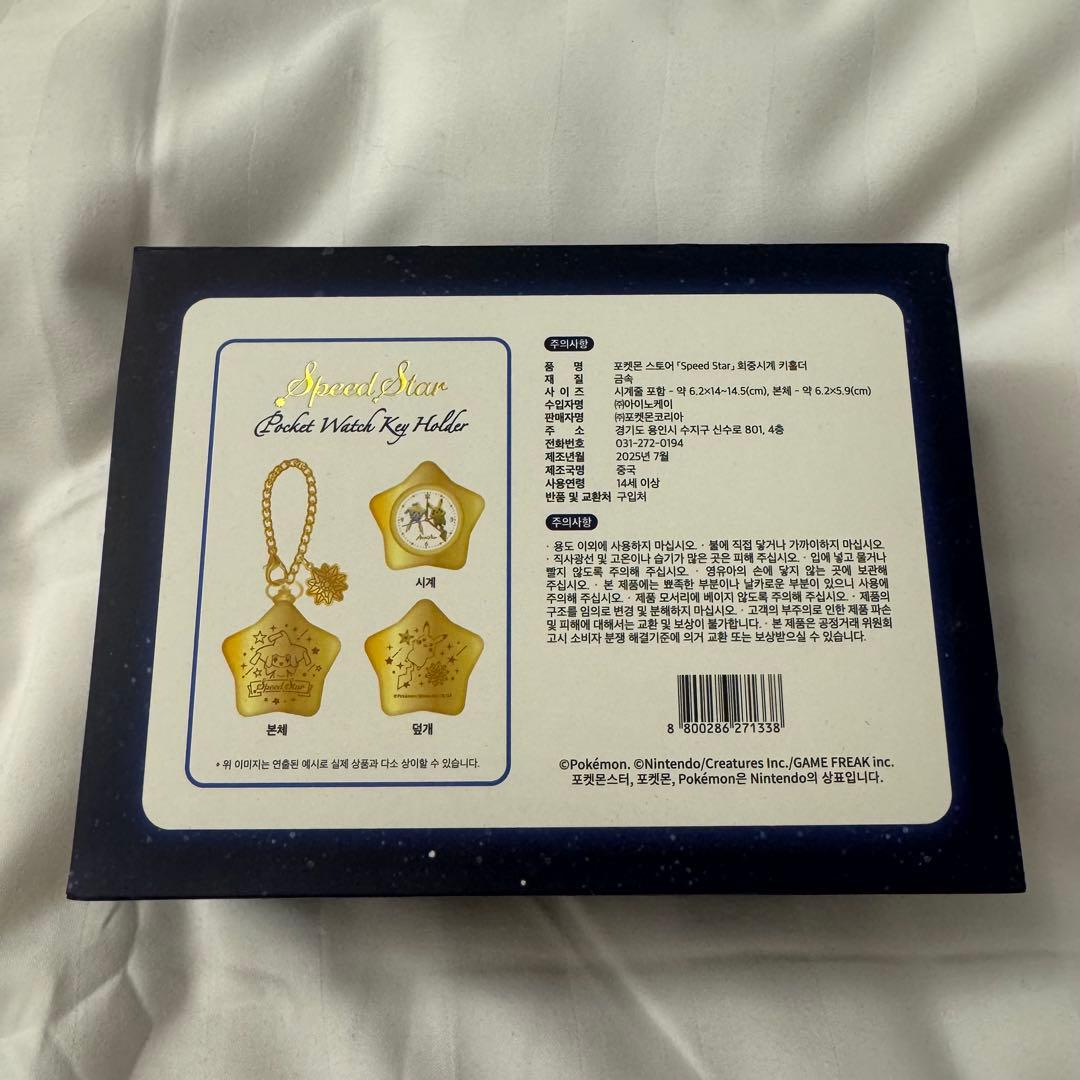 Speed Star
Pocket Watch Key Holder
시계
Speed Star
본체
덮개
* 위 이미지는 연출된 예시로 실제 상품과 다소 상이할 수 있습니다.
주의사항
품 명 포켓몬 스토어 「Speed Star」 회중시계 키홀더
재 질 금속
사 이 즈 시계줄 포함 - 약 6.2×14~14.5(cm), 본체 - 약 6.2×5.9(cm)
수입자명 ㈜아이노케이
판매자명 ㈜포켓몬코리아
주 소 경기도 용인시 수지구 신수로 801, 4층
전화번호 031-272-0194
제조년월 2025년 7월
제조국명 중국
사용연령 14세 이상
반품 및 교환처 구입처
주의사항
· 용도 이외에 사용하지 마십시오. · 불에 직접 닿거나 가까이하지 마십시오.
· 직사광선 및 고온이나 습기가 많은 곳은 피해 주십시오. · 입에 넣고 물거나
빨지 않도록 주의해 주십시오. · 영유아의 손에 닿지 않는 곳에 보관해
주십시오. · 본 제품에는 뾰족한 부분이나 날카로운 부분이 있으니 사용에
주의해 주십시오. · 제품 모서리에 베이지 않도록 주의해 주십시오. · 제품의
구조를 임의로 변경 및 분해하지 마십시오. · 고객의 부주의로 인한 제품 파손
및 피해에 대해서는 교환 및 보상이 불가합니다. · 본 제품은 공정거래 위원회
고시 소비자 분쟁 해결기준에 의거 교환 또는 보상받으실 수 있습니다.
8 800286 271338
©Pokémon. ©Nintendo/Creatures Inc./GAME FREAK inc.
포켓몬스터, 포켓몬, Pokémon은 Nintendo의 상표입니다.